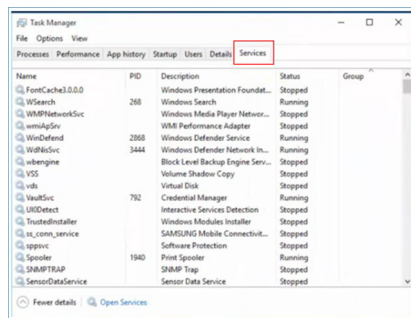 Task Manager
File Options View
Processes Performance App history Startup Users Details Services
Name PID Description Status Group
FontCache3.0.0.0 Windows Presentation Foundat... Stopped
WSearch 268 Windows Search Running
WMPNetworkSvc Windows Media Player Networ... Stopped
wmiApSrv WMI Performance Adapter Stopped
WinDefend 2868 Windows Defender Service Running
WdNisSvc 3444 Windows Defender Network In... Running
wbengine Block Level Backup Engine Serv... Stopped
VSS Volume Shadow Copy Stopped
vds Virtual Disk Stopped
VaultSvc 792 Credential Manager Running
UI0Detect Interactive Services Detection Stopped
TrustedInstaller Windows Modules Installer Stopped
ss_conn_service SAMSUNG Mobile Connectivit... Stopped
sppsvc Software Protection Stopped
Spooler 1940 Print Spooler Running
SNMPTRAP SNMP Trap Stopped
SensorDataService Sensor Data Service Stopped
Fewer details Open Services